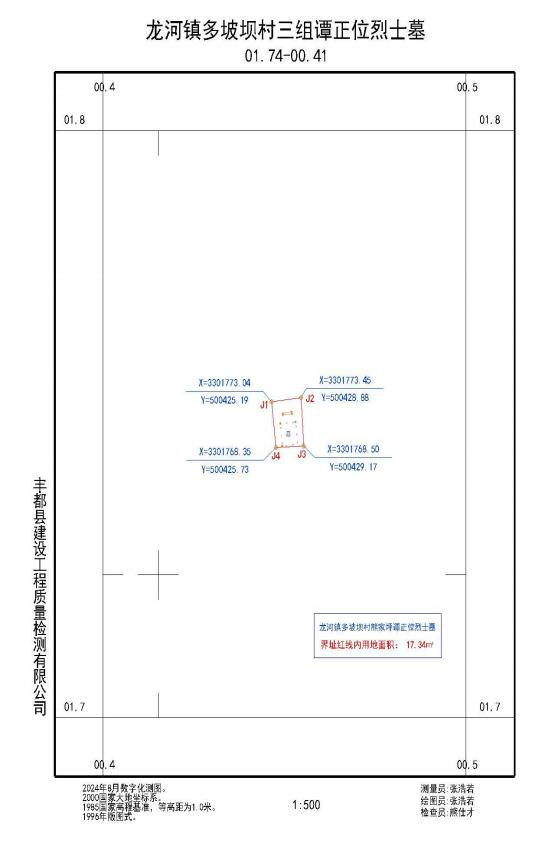 龙河镇多坡坝村三组谭正位烈士墓
01.74-00.41
00.4
00.5
01.8
01.8
X=3301773.04
Y=500425.19
X=3301773.45
Y=500428.68
J1
J2
X=3301768.35
Y=500425.73
J4
J3
X=3301768.50
Y=500429.17
丰都县建设工程质量检测有限公司
龙河镇多坡坝村熊家坪谭正位烈士墓
界址红线内用地面积: 17.34㎡
01.7
01.7
00.4
00.5
2024年8月数字化测图。
2000国家大地坐标系。
1985国家高程基准，等高距为1.0米。
1996年版图式。
1:500
测量员:张浩若
绘图员:张浩若
检查员:熊仕才